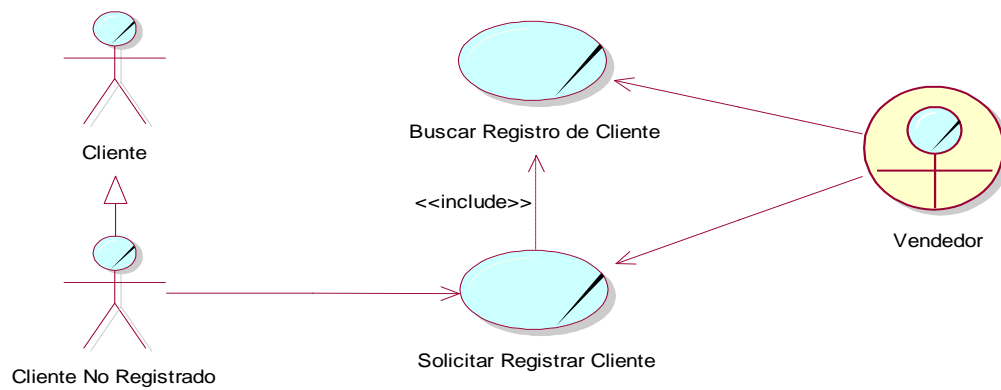 Buscar Registro de Cliente
Cliente
<<include>>
Vendedor
Solicitar Registrar Cliente
Cliente No Registrado